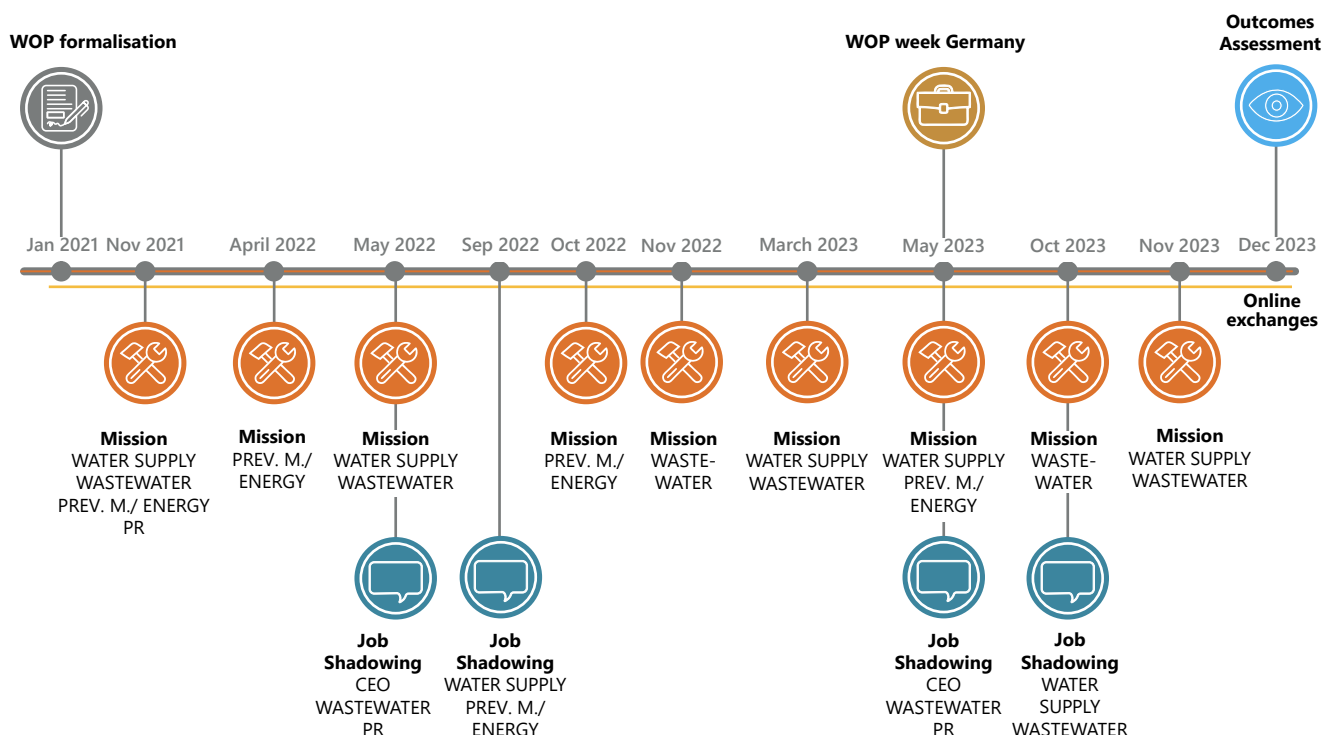 WOP formalisation
WOP week Germany
Outcomes
Assessment
Jan 2021
Nov 2021
April 2022
May 2022
Sep 2022
Oct 2022
Nov 2022
March 2023
May 2023
Oct 2023
Nov 2023
Dec 2023
Online
exchanges
Mission
WATER SUPPLY
WASTEWATER
PREV. M./ ENERGY
PR
Mission
PREV. M./
ENERGY
Mission
WATER SUPPLY
WASTEWATER
Mission
PREV. M./
ENERGY
Mission
WASTE-
WATER
Mission
WATER SUPPLY
WASTEWATER
Mission
WATER SUPPLY
PREV. M./
ENERGY
Mission
WASTE-
WATER
Mission
WATER SUPPLY
WASTEWATER
Job
Shadowing
CEO
WASTEWATER
PR
Job
Shadowing
WATER SUPPLY
PREV. M./
ENERGY
Job
Shadowing
CEO
WASTEWATER
PR
Job
Shadowing
WATER
SUPPLY
WASTEWATER